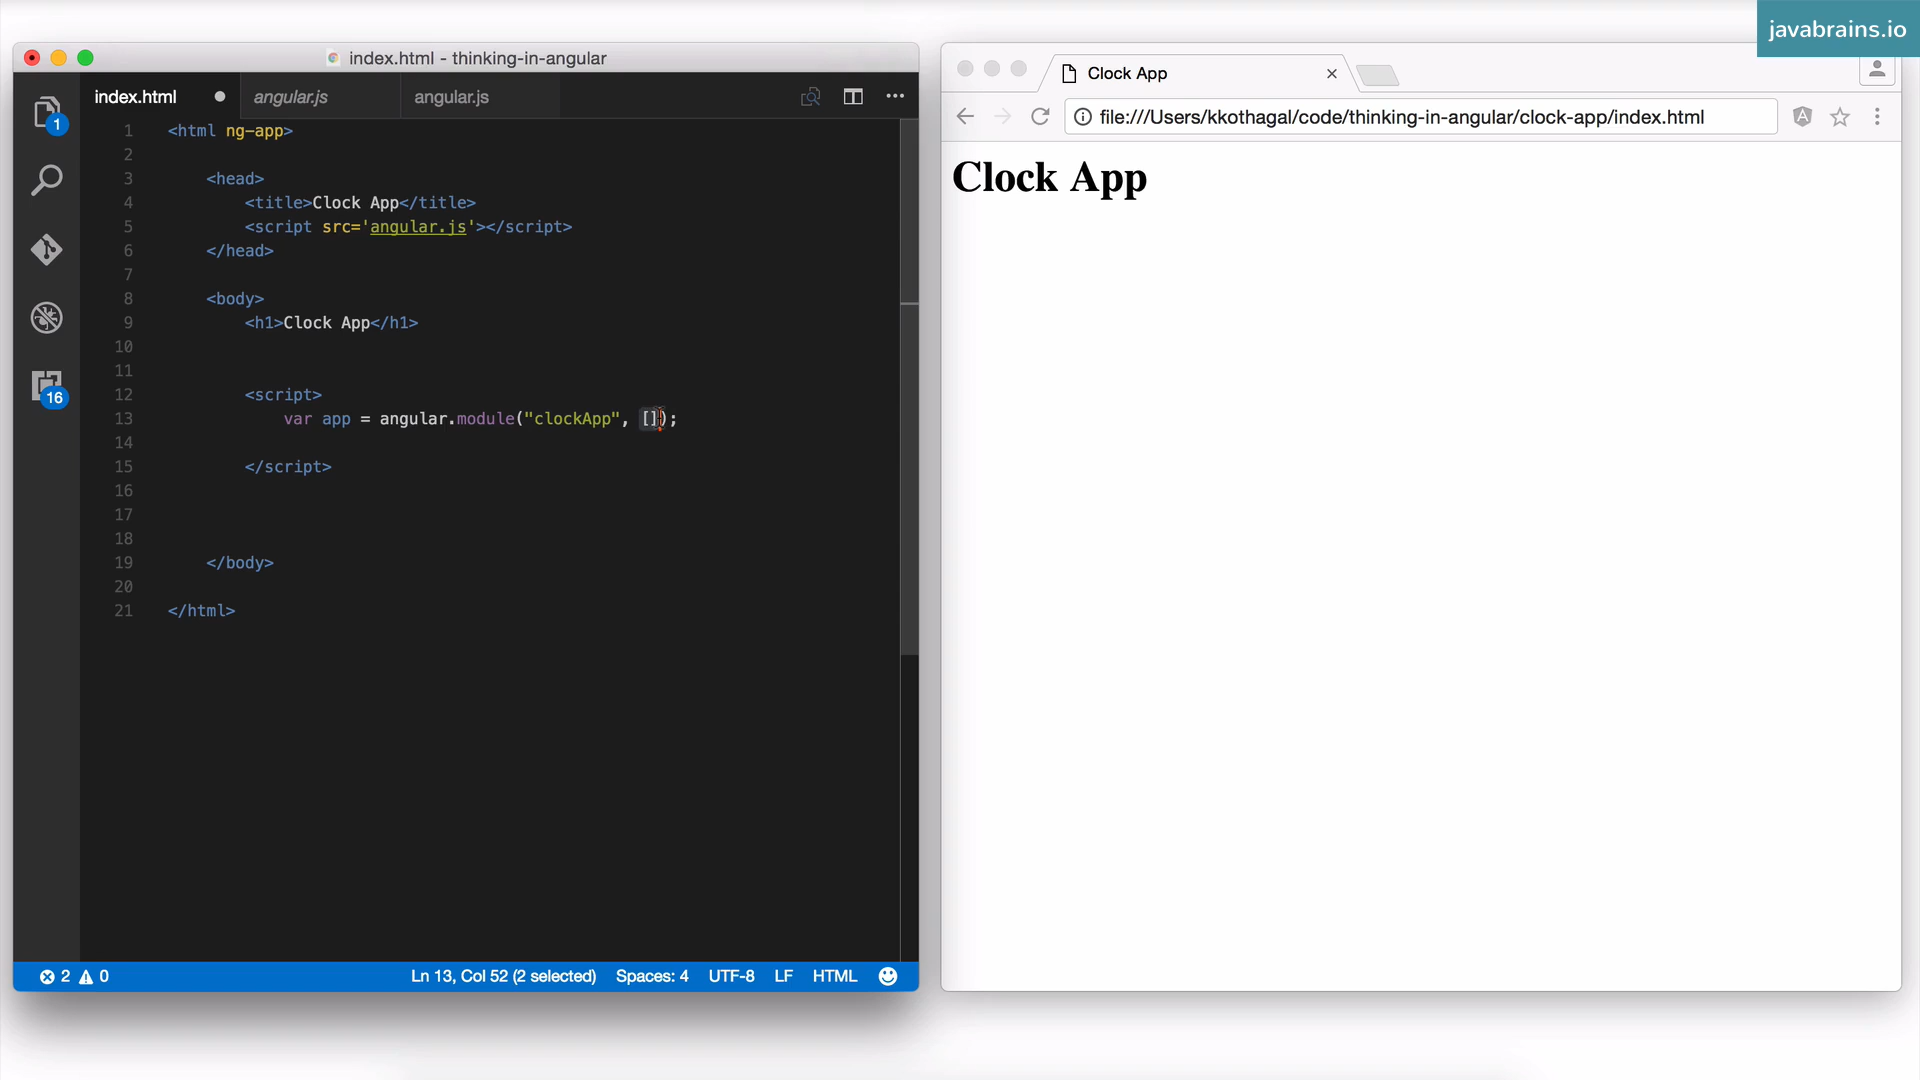 javabrains.io
index.html - thinking-in-angular
index.html
angular.js
angular.js
1 <html ng-app>
2
3 <head>
4 <title>Clock App</title>
5 <script src='angular.js'></script>
6 </head>
7
8 <body>
9 <h1>Clock App</h1>
10
11
12 <script>
13 var app = angular.module("clockApp", []);
14
15 </script>
16
17
18
19 </body>
20
21 </html>
1
16
2 0 Ln 13, Col 52 (2 selected) Spaces: 4 UTF-8 LF HTML
Clock App
file:///Users/kkothagal/code/thinking-in-angular/clock-app/index.html
Clock App